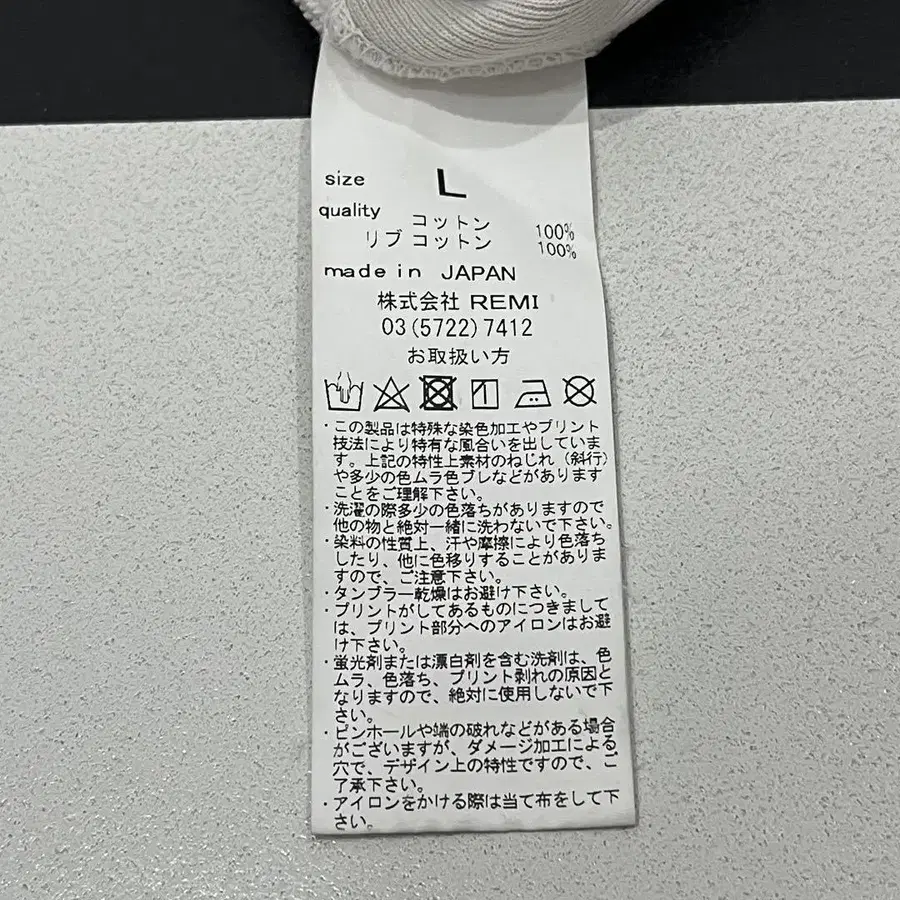 size L
quality コットン 100%
リブ コットン 100%
made in JAPAN
株式会社 REMI
03(5722)7412
お取扱い方
・この製品は特殊な染色加工やプリント
技法により特有な風合いを出していま
す。上記の特性上素材のねじれ（斜行）
や多少の色ムラ色ブレなどがあります
ことをご理解下さい。
・洗濯の際多少の色落ちがありますので
他の物と絶対一緒に洗わないで下さい。
・染料の性質上、汗や摩擦により色落ち
したり、他に色移りすることがありま
すので、ご注意下さい。
・タンブラー乾燥はお避け下さい。
・プリントがしてあるものにつきまして
は、プリント部分へのアイロンはお避
け下さい。
・蛍光剤または漂白剤を含む洗剤は、色
ムラ、色落ち、プリント剥れの原因と
なりますので、絶対に使用しないで下
さい。
・ピンホールや端の破れなどがある場合
がございますが、ダメージ加工による
穴で、デザイン上の特性ですので、ご
了承下さい。
・アイロンをかける際は当て布をして下
さい。